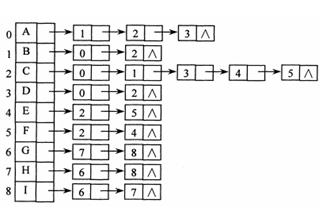 0 A 1 2 3 ∧
1 B 0 2 ∧
2 C 0 1 3 4 5 ∧
3 D 0 2 ∧
4 E 2 5 ∧
5 F 2 4 ∧
6 G 7 8 ∧
7 H 6 8 ∧
8 I 6 7 ∧